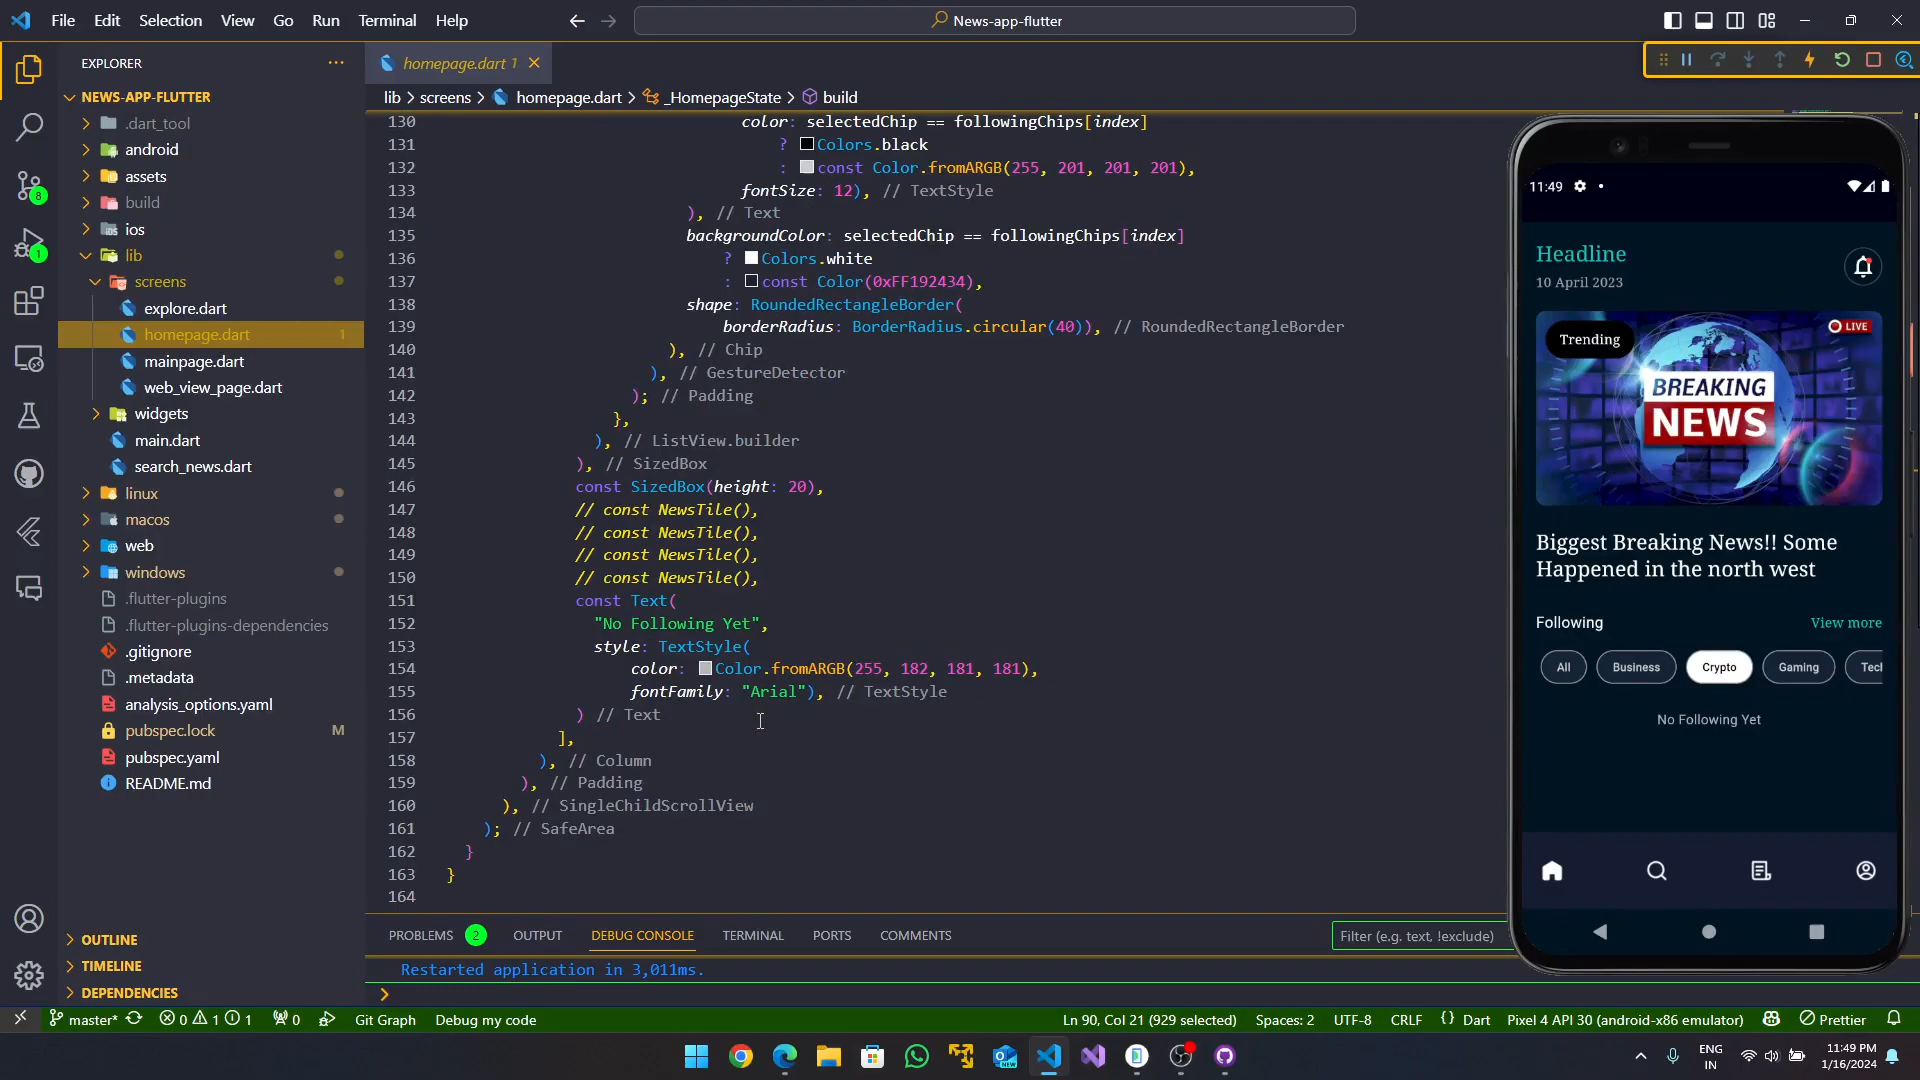 File Edit Selection View Go Run Terminal Help
News-app-flutter
EXPLORER
NEWS-APP-FLUTTER
.dart_tool
android
assets
build
ios
lib
screens
explore.dart
homepage.dart 1
mainpage.dart
web_view_page.dart
widgets
main.dart
search_news.dart
linux
macos
web
windows
.flutter-plugins
.flutter-plugins-dependencies
.gitignore
.metadata
analysis_options.yaml
pubspec.lock M
pubspec.yaml
README.md
OUTLINE
TIMELINE
DEPENDENCIES
8
1
homepage.dart 1
lib > screens > homepage.dart > _HomepageState > build
130 color: selectedChip == followingChips[index]
131 ? Colors.black
132 : const Color.fromARGB(255, 201, 201, 201),
133 fontSize: 12), // TextStyle
134 ), // Text
135 backgroundColor: selectedChip == followingChips[index]
136 ? Colors.white
137 : const Color(0xFF192434),
138 shape: RoundedRectangleBorder(
139 borderRadius: BorderRadius.circular(40)), // RoundedRectangleBorder
140 ), // Chip
141 ), // GestureDetector
142 ); // Padding
143 },
144 ), // ListView.builder
145 ), // SizedBox
146 const SizedBox(height: 20),
147 // const NewsTile(),
148 // const NewsTile(),
149 // const NewsTile(),
150 // const NewsTile(),
151 const Text(
152 "No Following Yet",
153 style: TextStyle(
154 color: Color.fromARGB(255, 182, 181, 181),
155 fontFamily: "Arial"), // TextStyle
156 ) // Text
157 ],
158 ), // Column
159 ), // Padding
160 ), // SingleChildScrollView
161 ); // SafeArea
162 }
163 }
164
PROBLEMS 2 OUTPUT DEBUG CONSOLE TERMINAL PORTS COMMENTS
Filter (e.g. text, !exclude)
Restarted application in 3,011ms.
>
11:49
Headline
10 April 2023
Trending
LIVE
BREAKING
NEWS
Biggest Breaking News!! Some
Happened in the north west
Following View more
All Business Crypto Gaming Tecl
No Following Yet
master* 0 1 1 0 Git Graph Debug my code
Ln 90, Col 21 (929 selected) Spaces: 2 UTF-8 CRLF {} Dart Pixel 4 API 30 (android-x86 emulator) Prettier
NEW
ENG
IN
11:49 PM
1/16/2024